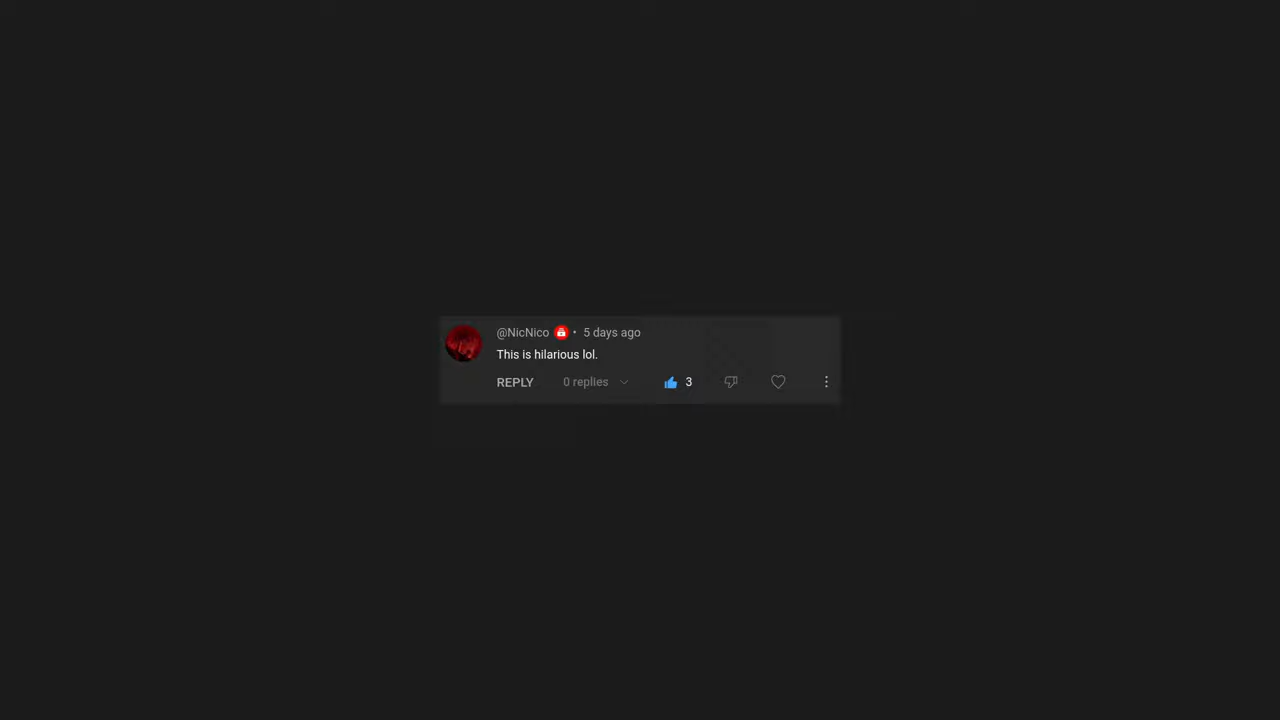 @NicNico • 5 days ago
This is hilarious lol.
REPLY 0 replies 3